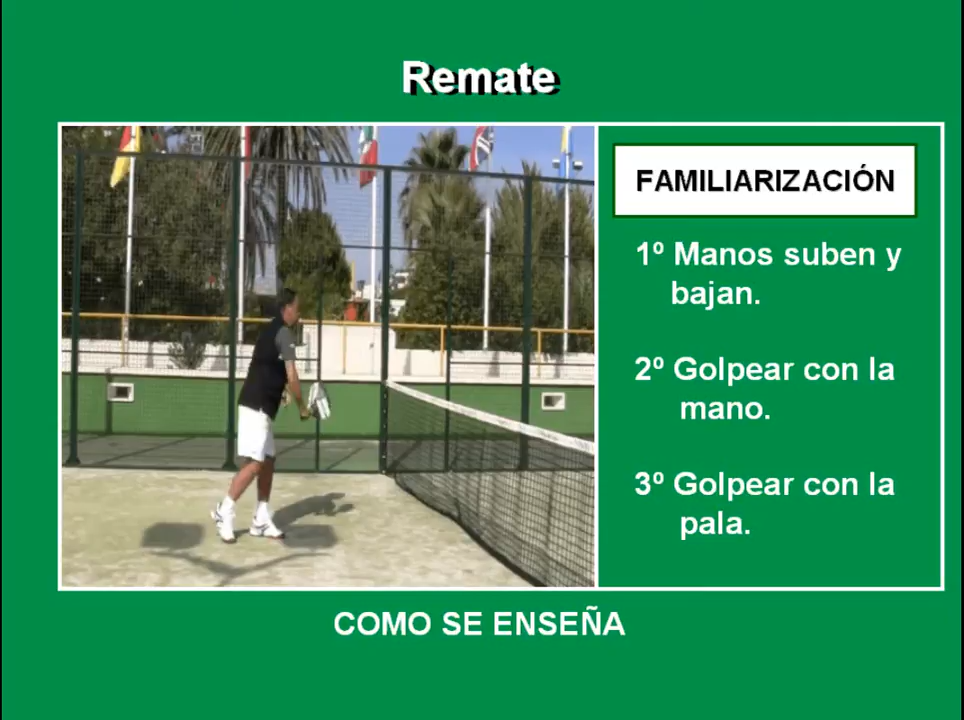 Remate
FAMILIARIZACIÓN
1º Manos suben y
bajan.
2º Golpear con la
mano.
3º Golpear con la
pala.
COMO SE ENSEÑA